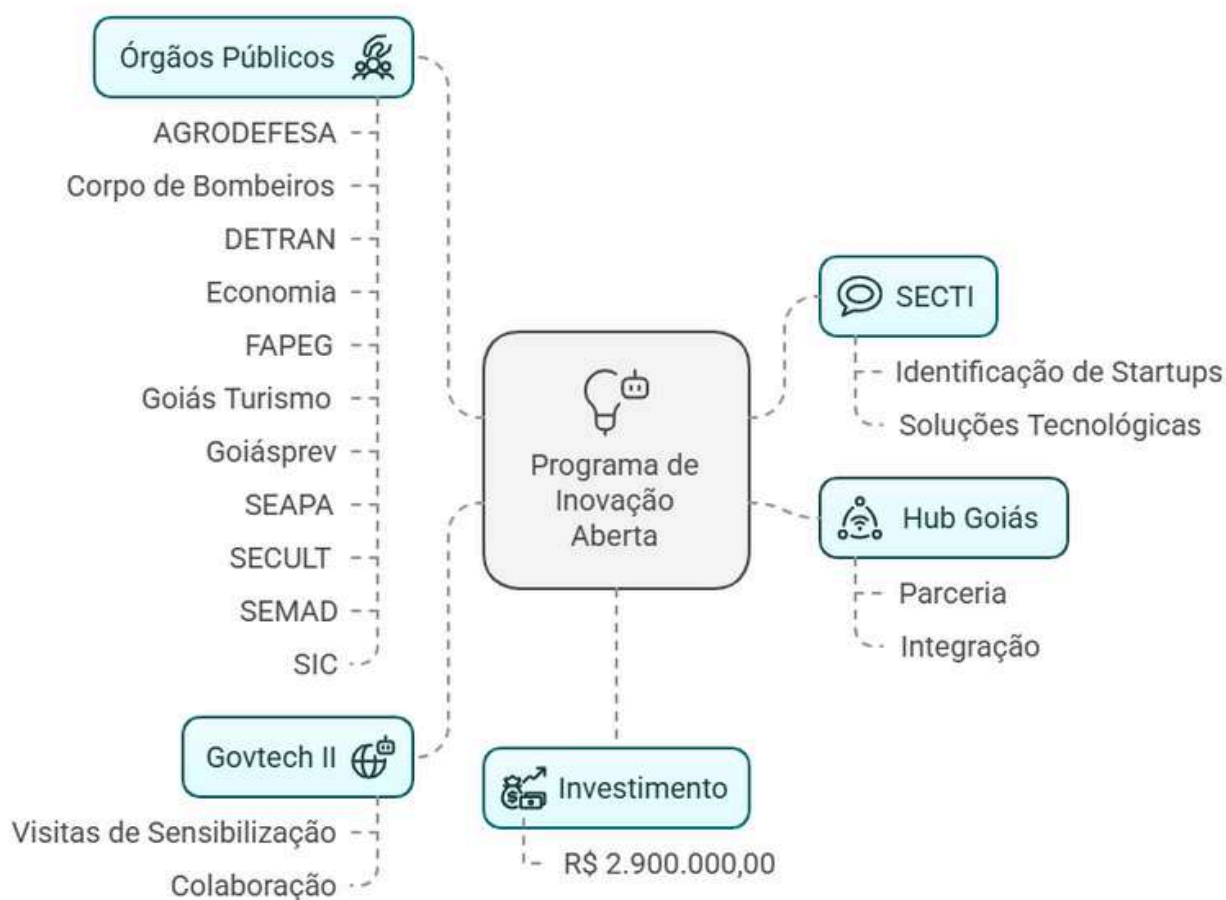 Órgãos Públicos
AGRODEFESA
Corpo de Bombeiros
DETRAN
Economia
FAPEG
Goiás Turismo
Goiásprev
SEAPA
SECULT
SEMAD
SIC
Govtech II
Visitas de Sensibilização
Colaboração
Programa de
Inovação
Aberta
Investimento
R$ 2.900.000,00
SECTI
Identificação de Startups
Soluções Tecnológicas
Hub Goiás
Parceria
Integração